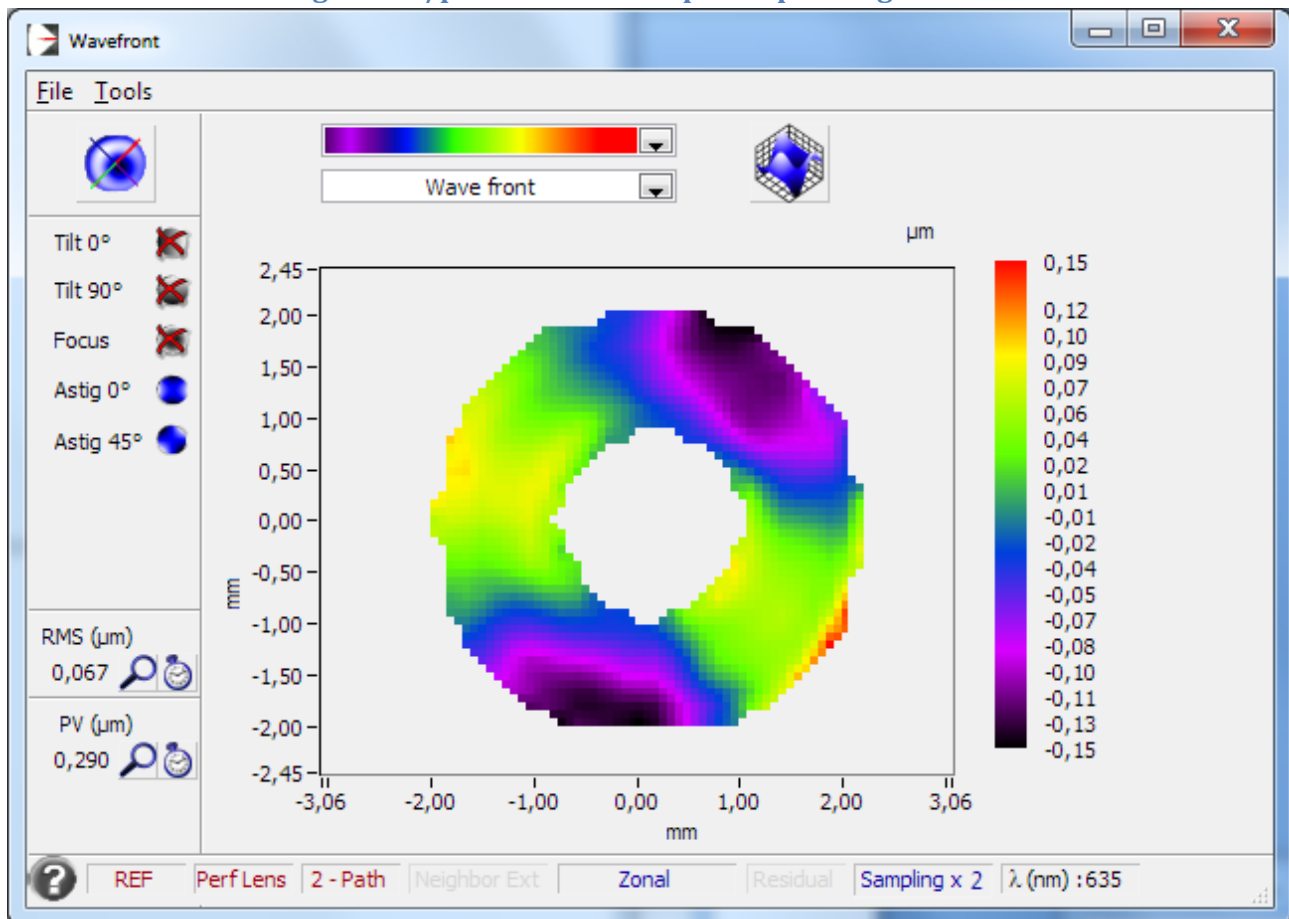 Wavefront
File Tools
Wave front
µm
Tilt 0°
Tilt 90°
Focus
Astig 0°
Astig 45°
RMS (µm)
0,067
PV (µm)
0,290
2,45
2,00
1,50
1,00
0,50
0,00
-0,50
-1,00
-1,50
-2,00
-2,45
mm
-3,06 -2,00 -1,00 0,00 1,00 2,00 3,06
mm
0,15
0,12
0,10
0,09
0,07
0,06
0,04
0,02
0,01
-0,01
-0,02
-0,04
-0,05
-0,07
-0,08
-0,10
-0,11
-0,13
-0,15
? REF Perf Lens 2 - Path Neighbor Ext Zonal Residual Sampling x 2 λ (nm) :635